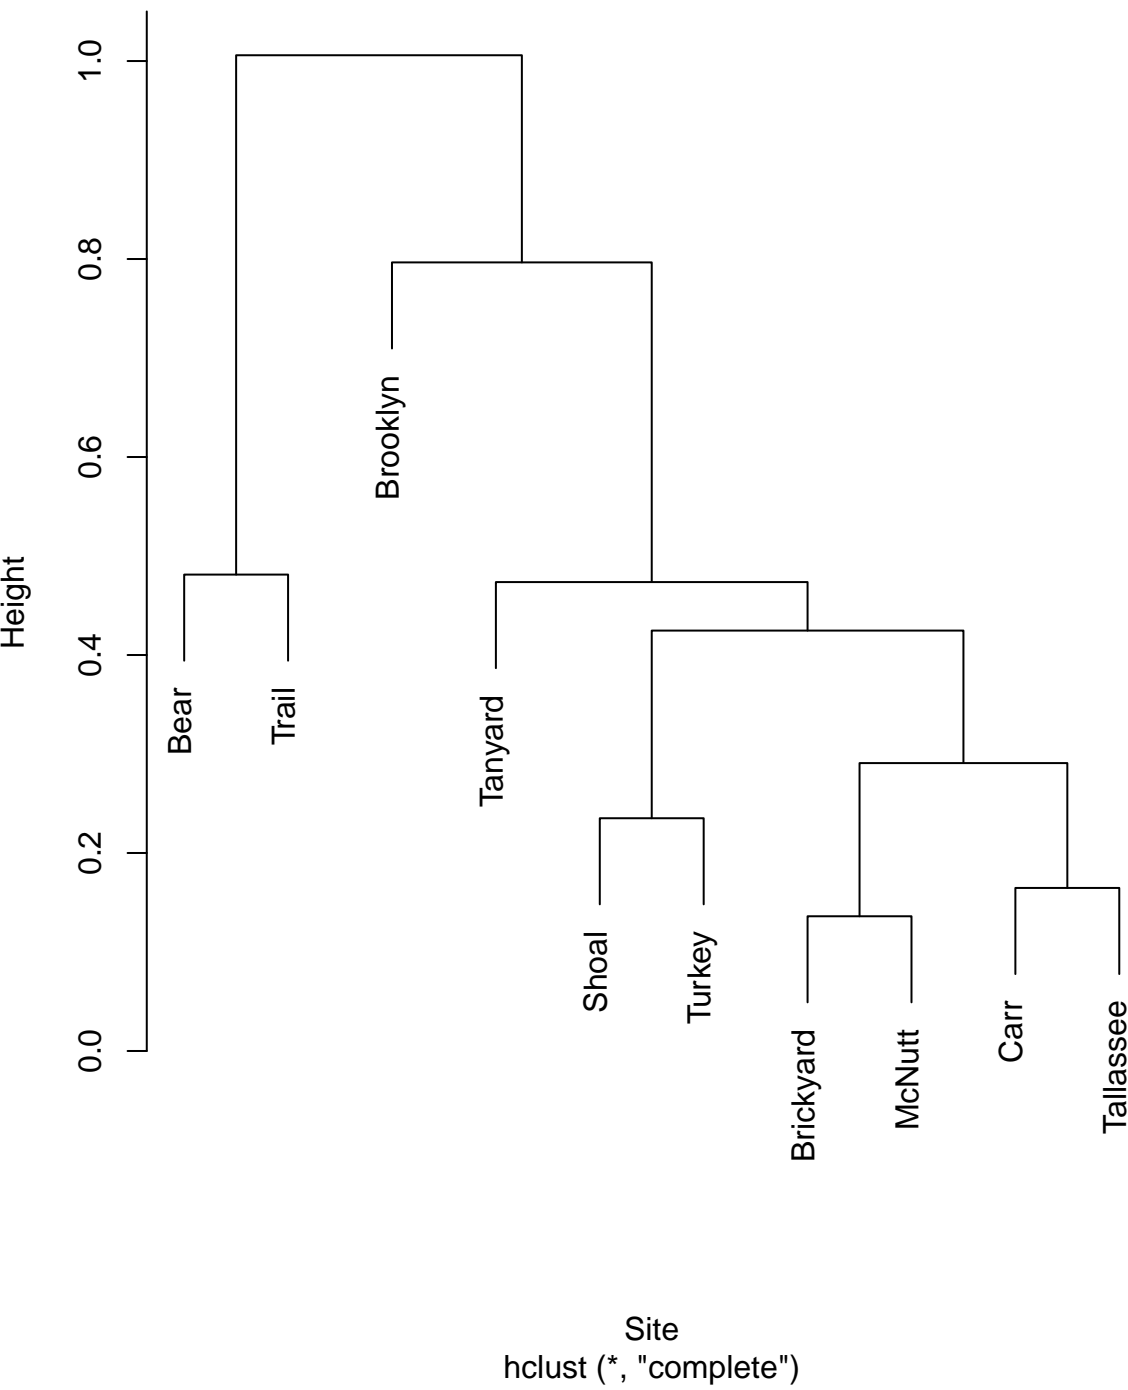 1.0
0.8
0.6
0.4
0.2
0.0
Height
Bear
Trail
Brooklyn
Tanyard
Shoal
Turkey
Brickyard
McNutt
Carr
Tallassee
Site
hclust (*, "complete")